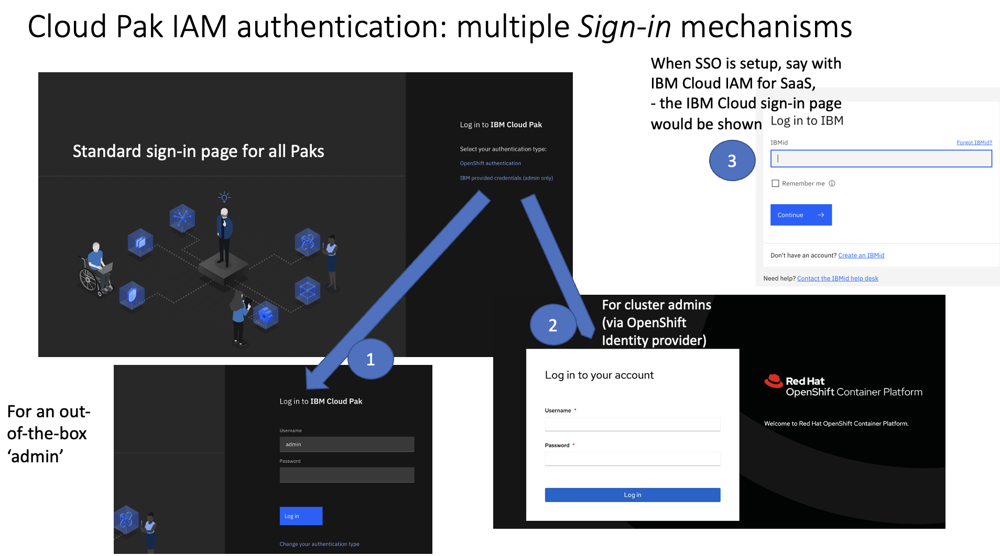 Cloud Pak IAM authentication: multiple Sign-in mechanisms
When SSO is setup, say with
IBM Cloud IAM for SaaS,
- the IBM Cloud sign-in page
would be shown
Standard sign-in page for all Paks
Log in to IBM Cloud Pak
Select your authentication type:
OpenShift authentication
IBM provided credentials (admin only)
3
Log in to IBM
IBMid
Forgot IBMid?
Remember me
Continue
Don't have an account? Create an IBMid
Need help? Contact the IBMid help desk
1
For an out-
of-the-box
‘admin’
Log in to IBM Cloud Pak
Username
admin
Password
Log in
Change your authentication type
2
For cluster admins
(via OpenShift
Identity provider)
Log in to your account
Username *
Password *
Log in
Red Hat
OpenShift Container Platform
Welcome to Red Hat OpenShift Container Platform.